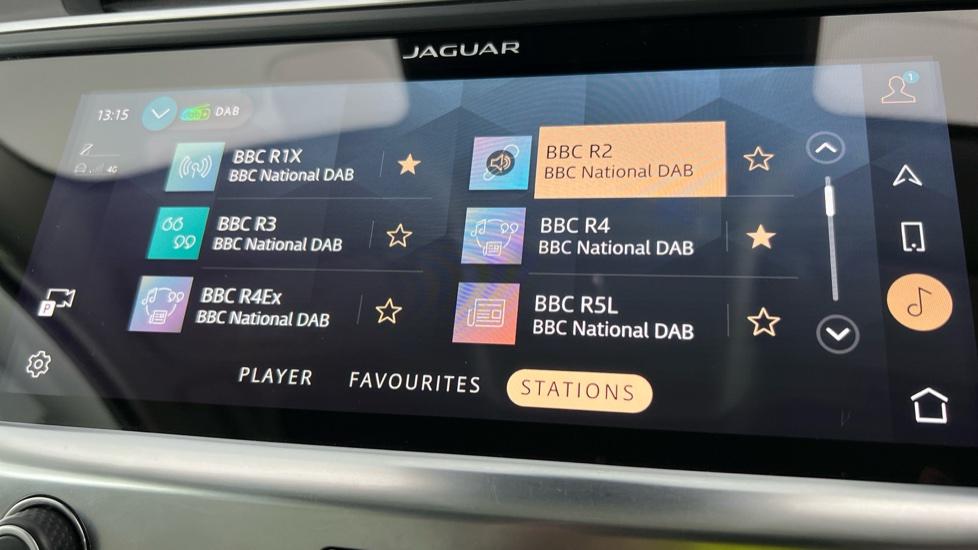 JAGUAR
13:15
DAB
1
Z
4G
BBC R1X
BBC National DAB
BBC R2
BBC National DAB
BBC R3
BBC National DAB
BBC R4
BBC National DAB
BBC R4Ex
BBC National DAB
BBC R5L
BBC National DAB
P
PLAYER
FAVOURITES
STATIONS